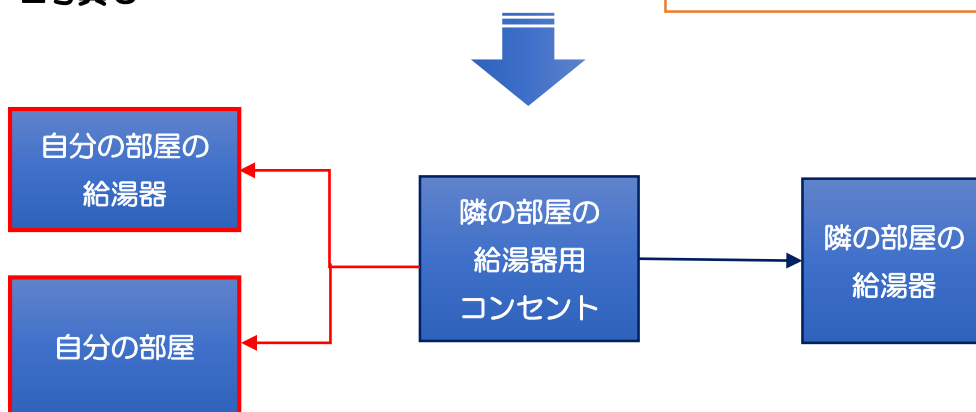 自分の部屋の
給湯器
隣の部屋の
給湯器用
コンセント
隣の部屋の
給湯器
自分の部屋